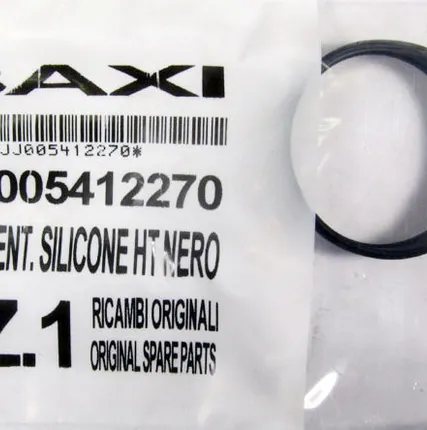 BAXI
JJ005412270*
005412270
ENT. SILICONE HT NERO
Z.1
RICAMBI ORIGINALI
ORIGINAL SPARE PARTS